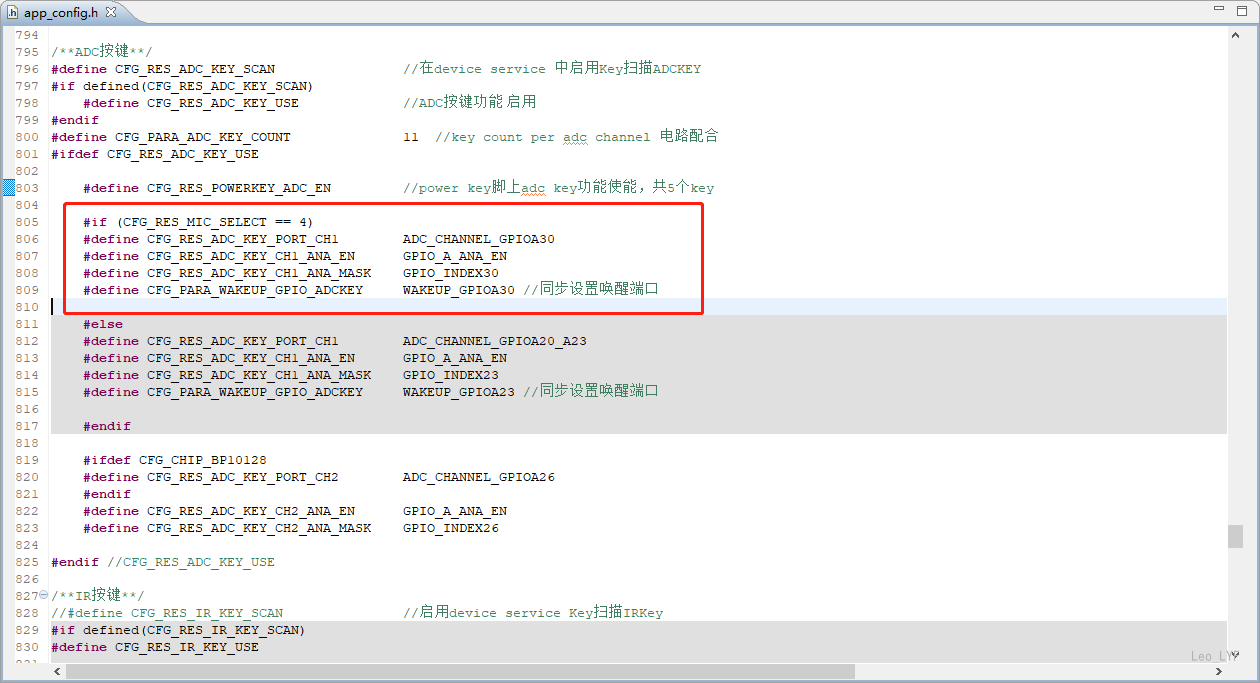 app_config.h
794
795 /**ADC按键**/
796 #define CFG_RES_ADC_KEY_SCAN //在device service 中启用Key扫描ADCKEY
797 #if defined(CFG_RES_ADC_KEY_SCAN)
798 #define CFG_RES_ADC_KEY_USE //ADC按键功能 启用
799 #endif
800 #define CFG_PARA_ADC_KEY_COUNT 11 //key count per adc channel 电路配合
801 #ifdef CFG_RES_ADC_KEY_USE
802
803 #define CFG_RES_POWERKEY_ADC_EN //power key脚上adc key功能使能，共5个key
804
805 #if (CFG_RES_MIC_SELECT == 4)
806 #define CFG_RES_ADC_KEY_PORT_CH1 ADC_CHANNEL_GPIOA30
807 #define CFG_RES_ADC_KEY_CH1_ANA_EN GPIO_A_ANA_EN
808 #define CFG_RES_ADC_KEY_CH1_ANA_MASK GPIO_INDEX30
809 #define CFG_PARA_WAKEUP_GPIO_ADCKEY WAKEUP_GPIOA30 //同步设置唤醒端口
810
811 #else
812 #define CFG_RES_ADC_KEY_PORT_CH1 ADC_CHANNEL_GPIOA20_A23
813 #define CFG_RES_ADC_KEY_CH1_ANA_EN GPIO_A_ANA_EN
814 #define CFG_RES_ADC_KEY_CH1_ANA_MASK GPIO_INDEX23
815 #define CFG_PARA_WAKEUP_GPIO_ADCKEY WAKEUP_GPIOA23 //同步设置唤醒端口
816
817 #endif
818
819 #ifdef CFG_CHIP_BP10128
820 #define CFG_RES_ADC_KEY_PORT_CH2 ADC_CHANNEL_GPIOA26
821 #endif
822 #define CFG_RES_ADC_KEY_CH2_ANA_EN GPIO_A_ANA_EN
823 #define CFG_RES_ADC_KEY_CH2_ANA_MASK GPIO_INDEX26
824
825 #endif //CFG_RES_ADC_KEY_USE
826
827 /**IR按键**/
828 //#define CFG_RES_IR_KEY_SCAN //启用device service Key扫描IRKey
829 #if defined(CFG_RES_IR_KEY_SCAN)
830 #define CFG_RES_IR_KEY_USE